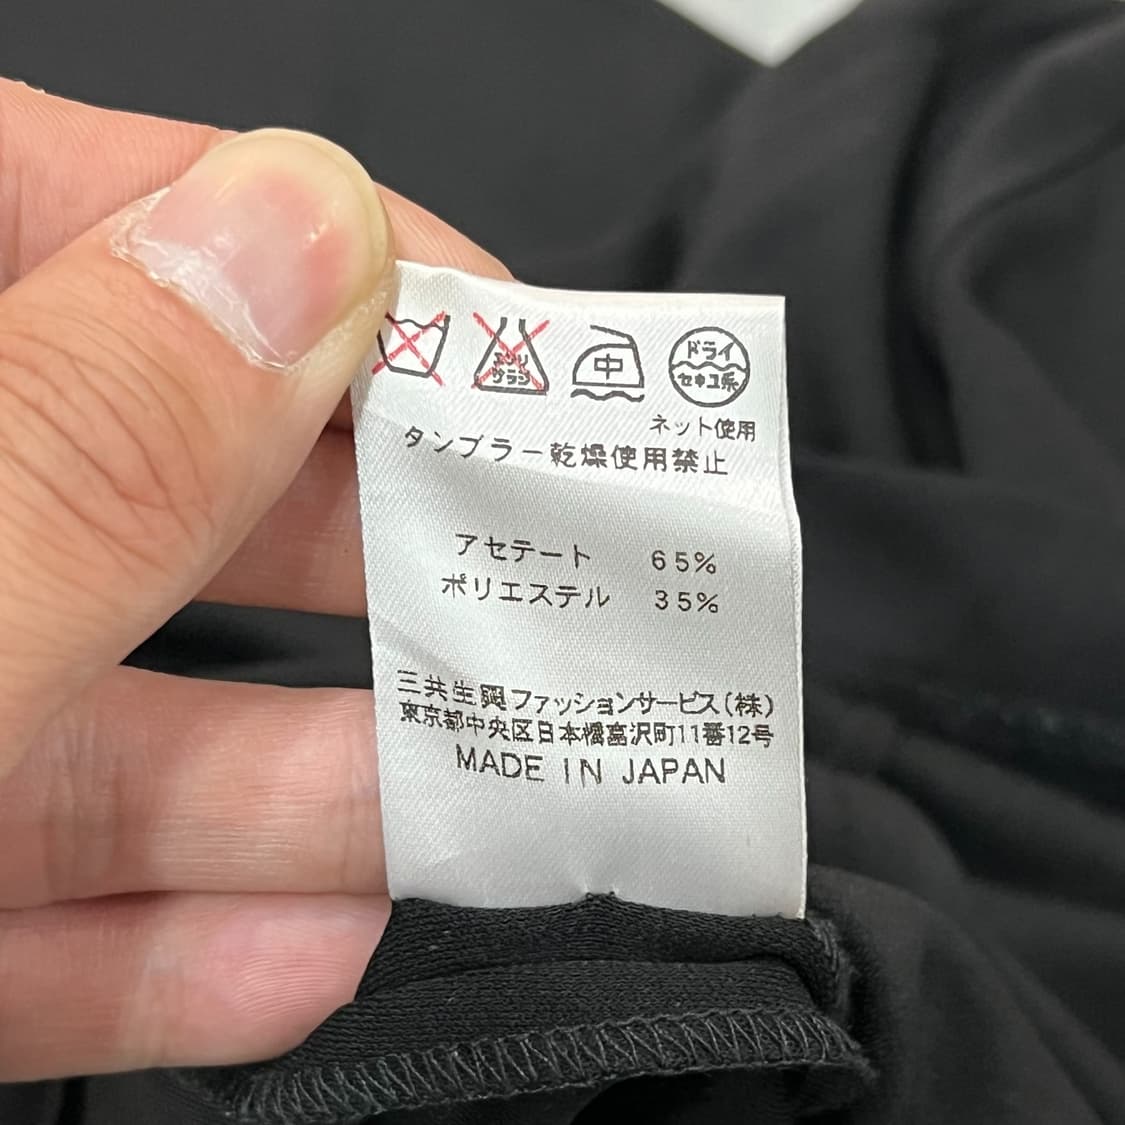 エンソ
サラシ
中
ドライ
セキユ系
ネット使用
タンブラー乾燥使用禁止
アセテート 65%
ポリエステル 35%
三共生興ファッションサービス(株)
東京都中央区日本橋富沢町11番12号
MADE IN JAPAN